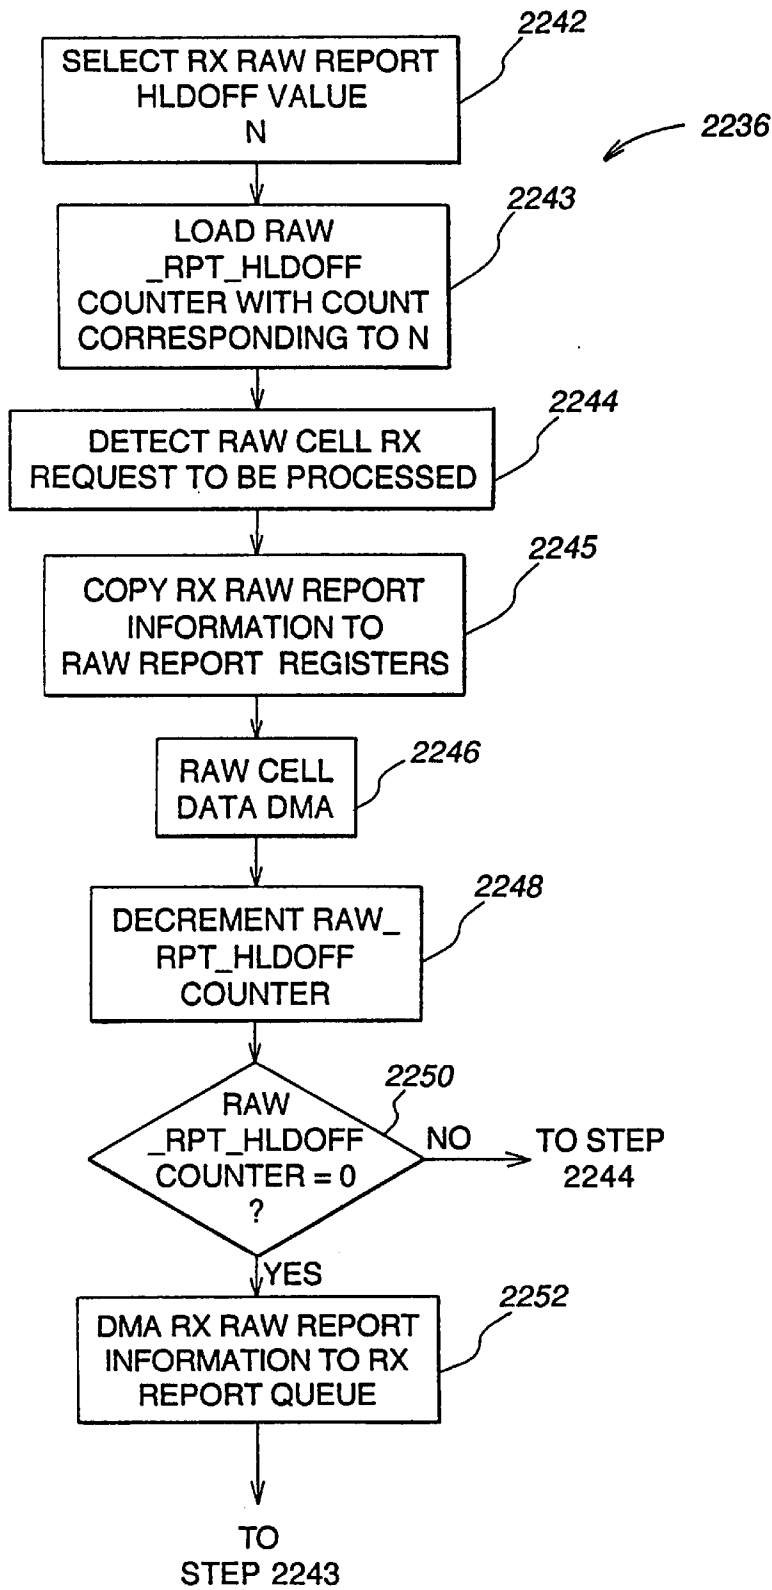 2242
SELECT RX RAW REPORT
HLDOFF VALUE
N
2236
2243
LOAD RAW
_RPT_HLDOFF
COUNTER WITH COUNT
CORRESPONDING TO N
2244
DETECT RAW CELL RX
REQUEST TO BE PROCESSED
2245
COPY RX RAW REPORT
INFORMATION TO
RAW REPORT REGISTERS
2246
RAW CELL
DATA DMA
2248
DECREMENT RAW_
RPT_HLDOFF
COUNTER
2250
RAW
_RPT_HLDOFF
COUNTER = 0
?
NO
TO STEP
2244
YES
2252
DMA RX RAW REPORT
INFORMATION TO RX
REPORT QUEUE
TO
STEP 2243